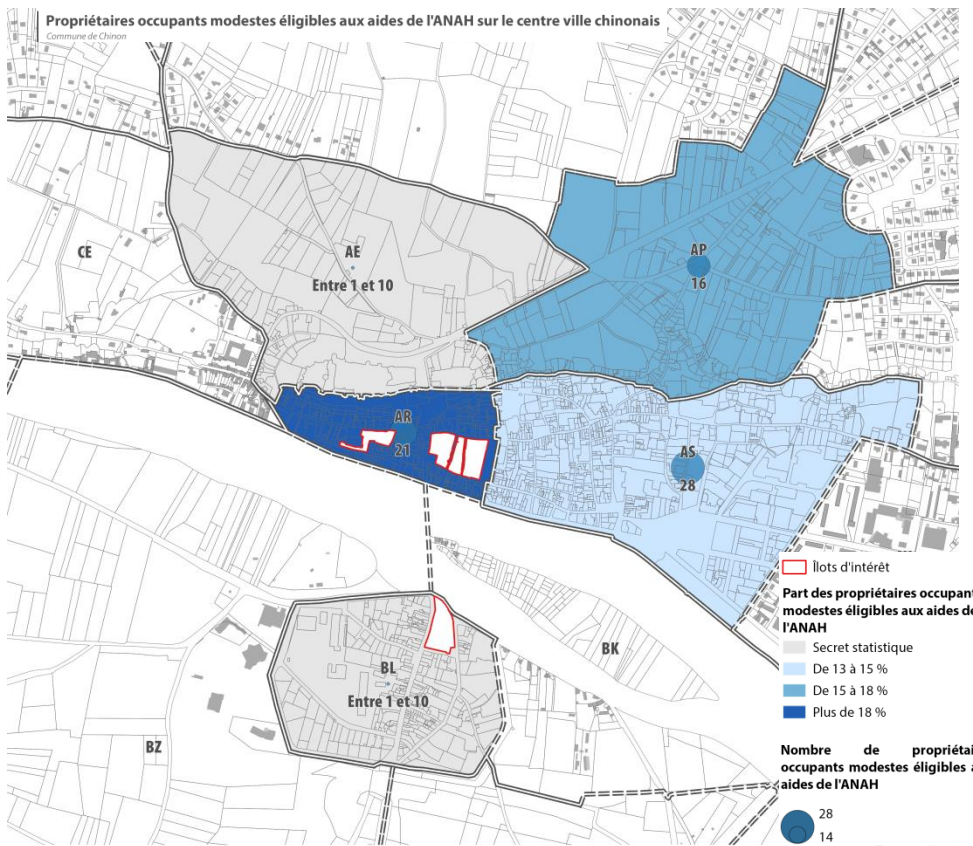 Propriétaires occupants modestes éligibles aux aides de l'ANAH sur le centre ville chinonais
Commune de Chinon
CE
AE
Entre 1 et 10
AP
16
AR
21
AS
28
BK
BL
Entre 1 et 10
BZ
Îlots d'intérêt
Part des propriétaires occupant
modestes éligibles aux aides de
l'ANAH
Secret statistique
De 13 à 15 %
De 15 à 18 %
Plus de 18 %
Nombre de propriétai
occupants modestes éligibles a
aides de l'ANAH
28
14